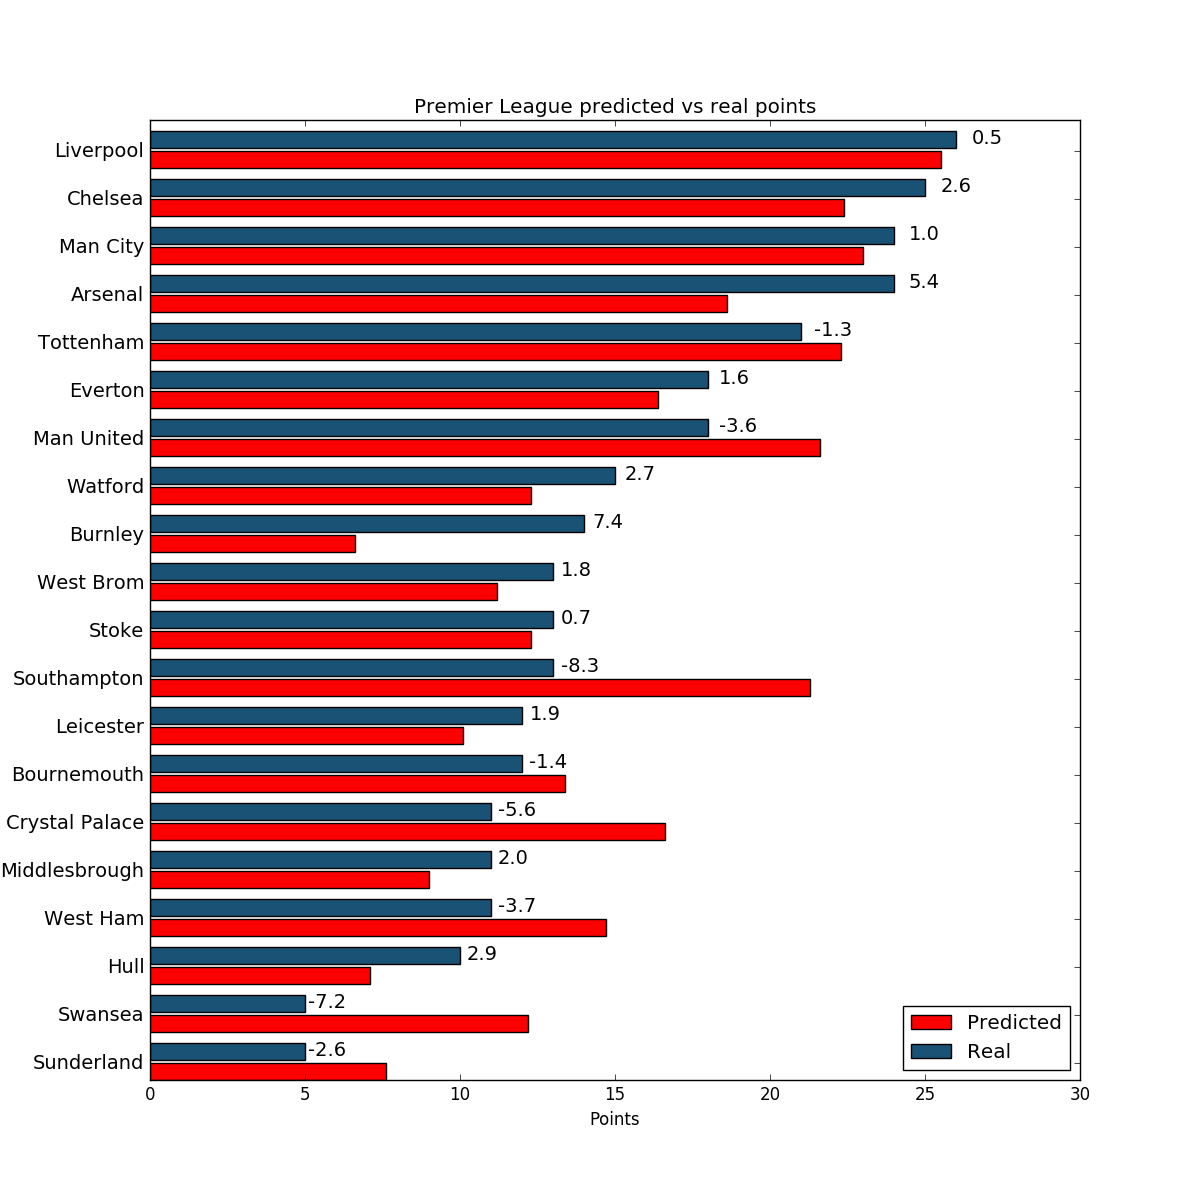 Premier League predicted vs real points
Liverpool 0.5
Chelsea 2.6
Man City 1.0
Arsenal 5.4
Tottenham -1.3
Everton 1.6
Man United -3.6
Watford 2.7
Burnley 7.4
West Brom 1.8
Stoke 0.7
Southampton -8.3
Leicester 1.9
Bournemouth -1.4
Crystal Palace -5.6
Middlesbrough 2.0
West Ham -3.7
Hull 2.9
Swansea -7.2
Predicted
Sunderland -2.6
Real
0 5 10 15 20 25 30
Points